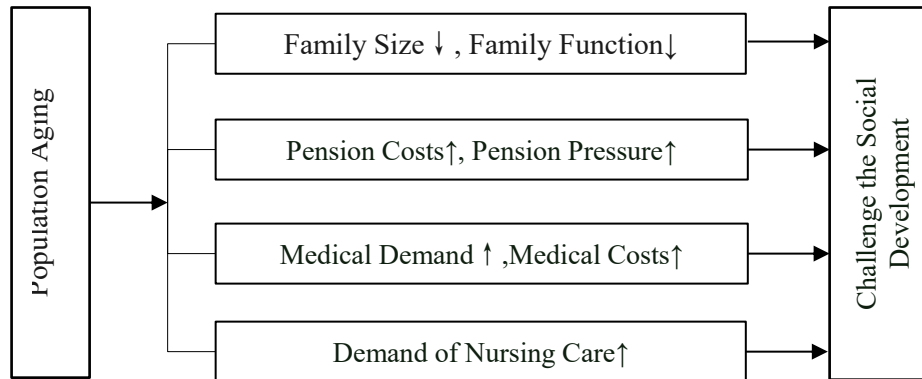 Population Aging
Family Size↓, Family Function↓
Pension Costs↑, Pension Pressure↑
Medical Demand↑,Medical Costs↑
Demand of Nursing Care↑
Challenge the Social
Development